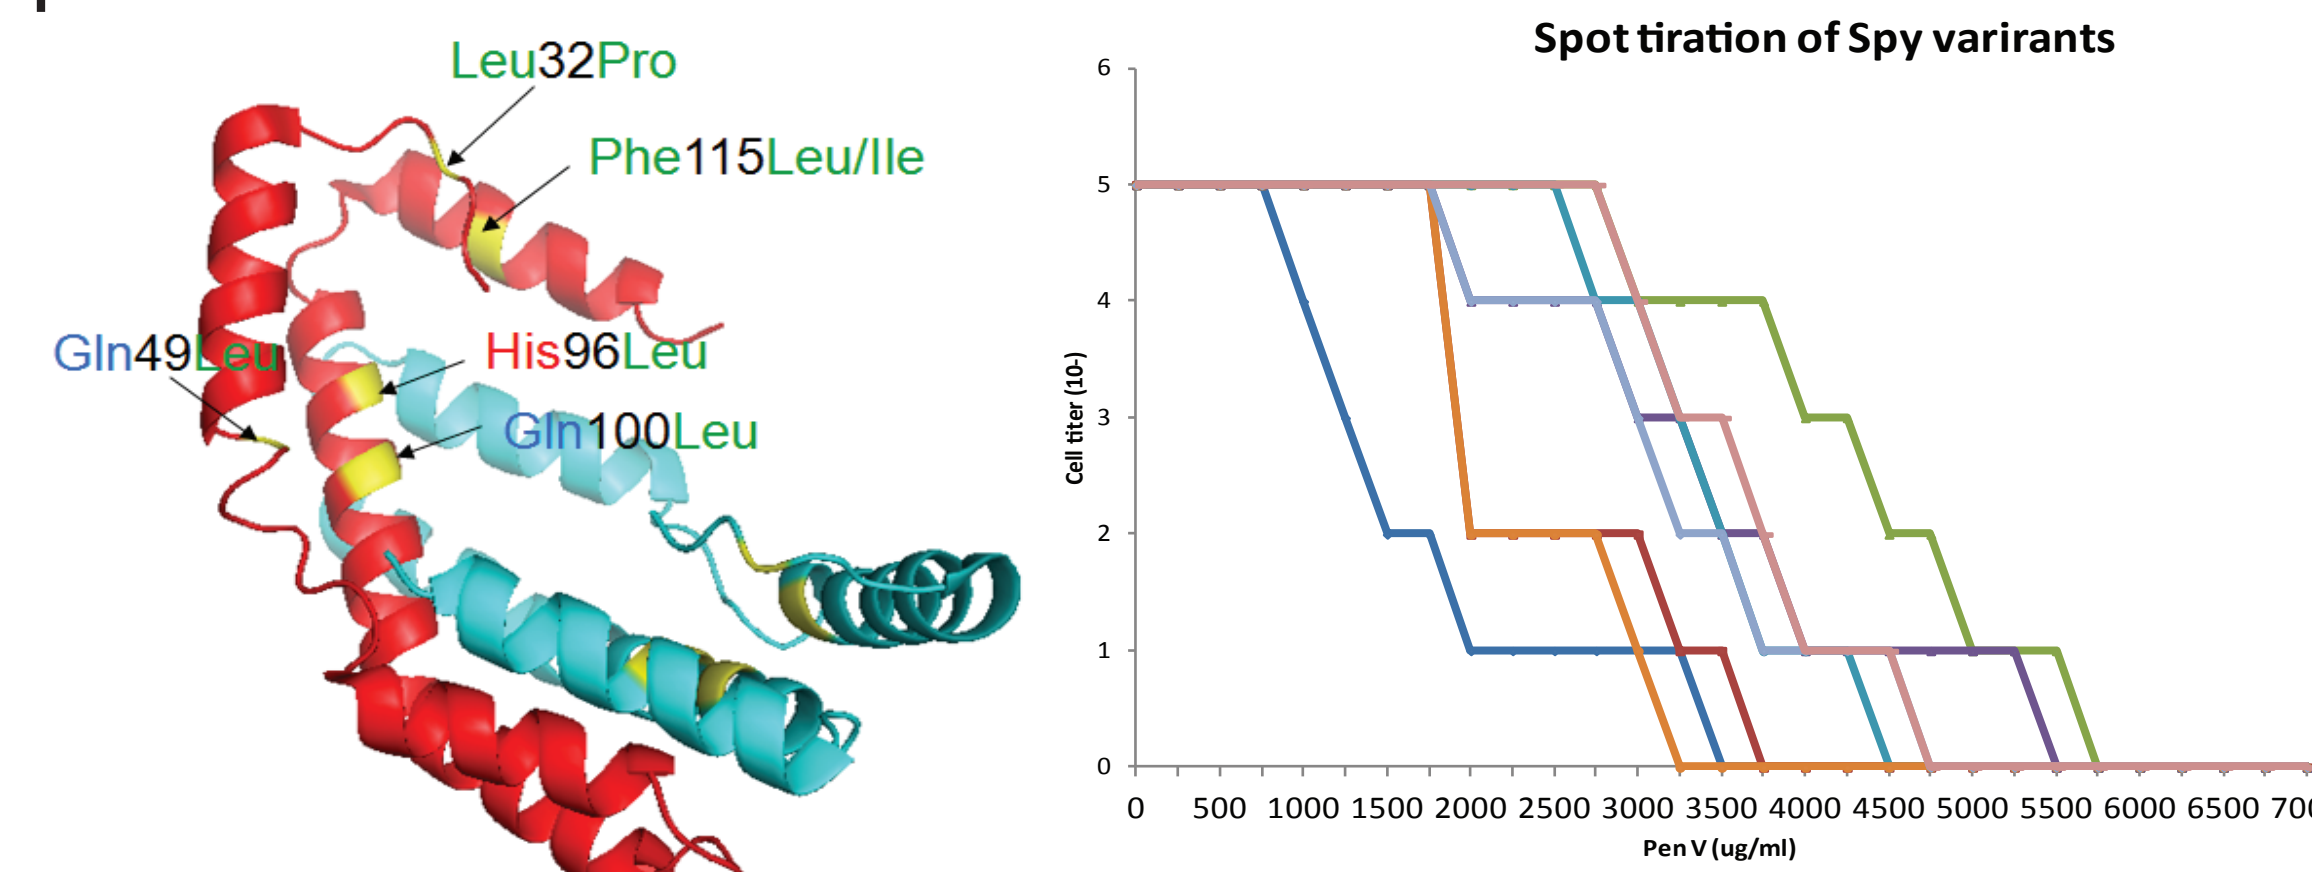 Leu32Pro
Phe115Leu/Ile
Gln49Leu
His96Leu
Gln100Leu
Spot tiration of Spy varirants
6
5
4
3
2
1
0
Cell titer (10-)
0 500 1000 1500 2000 2500 3000 3500 4000 4500 5000 5500 6000 6500
Pen V (ug/ml)